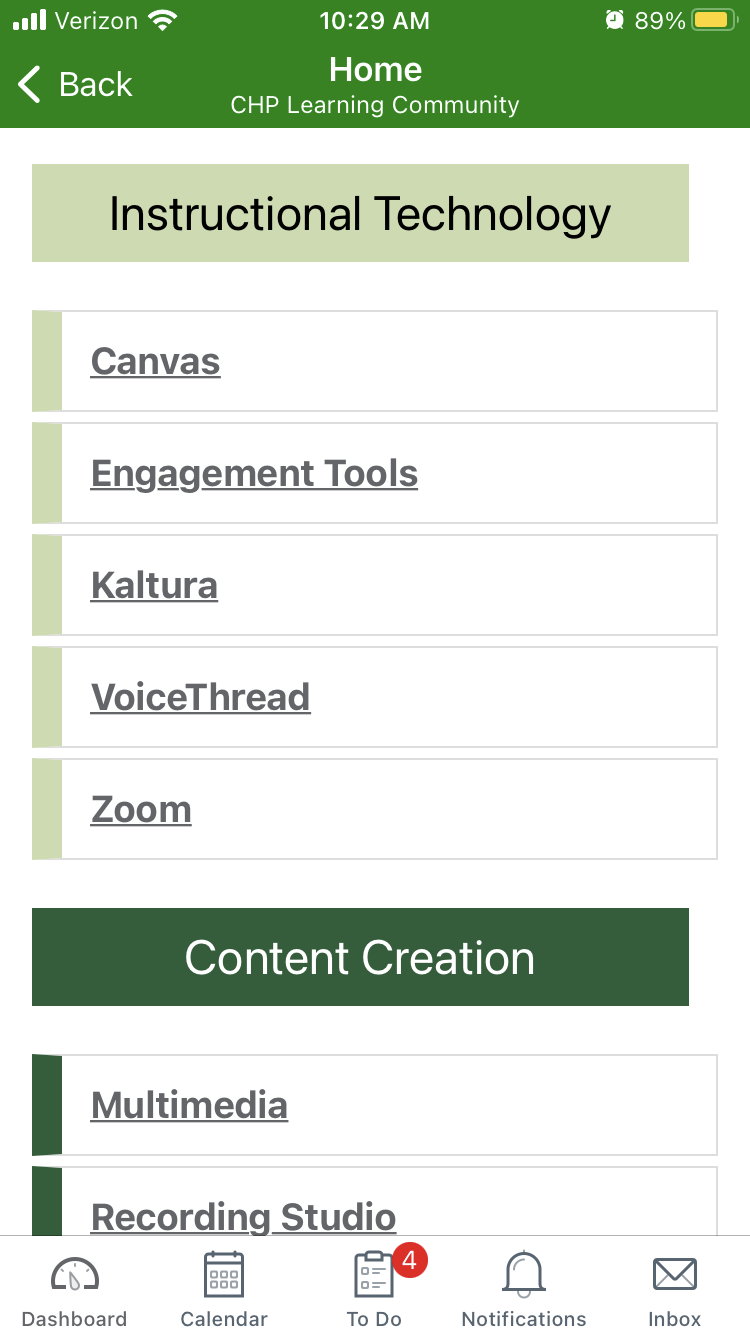 Verizon 10:29 AM 89%
Back
Home
CHP Learning Community
Instructional Technology
Canvas
Engagement Tools
Kaltura
VoiceThread
Zoom
Content Creation
Multimedia
Recording Studio
4
Dashboard Calendar To Do Notifications Inbox